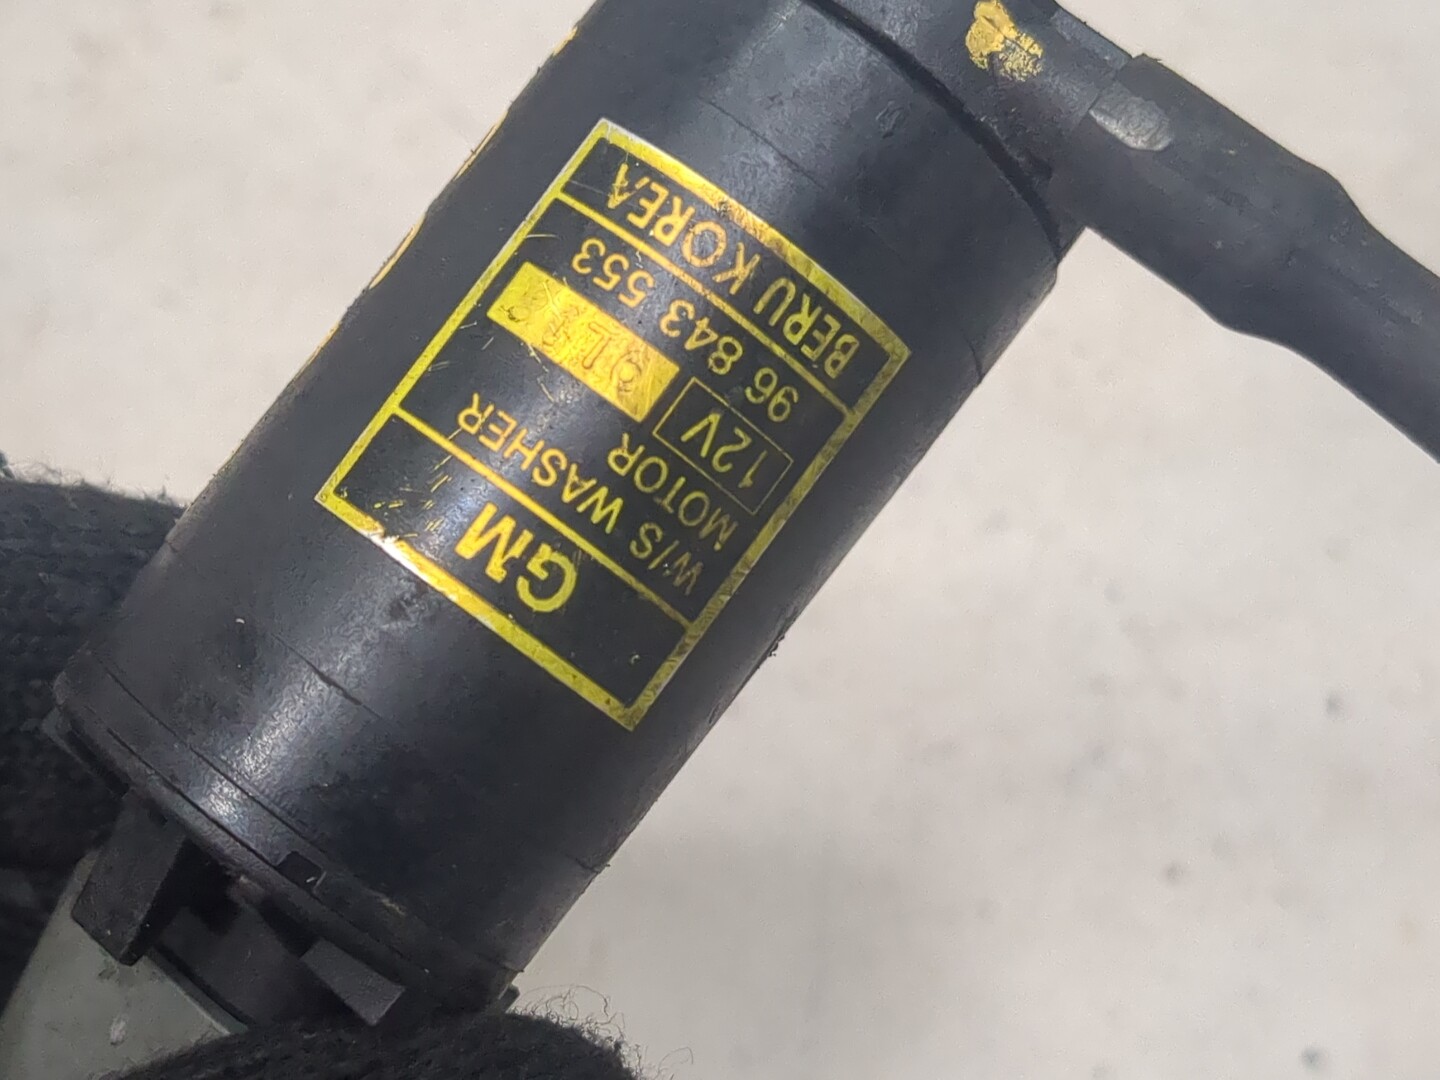 GM
W/S WASHER
MOTOR
12V
96 843 553
BERU KOREA